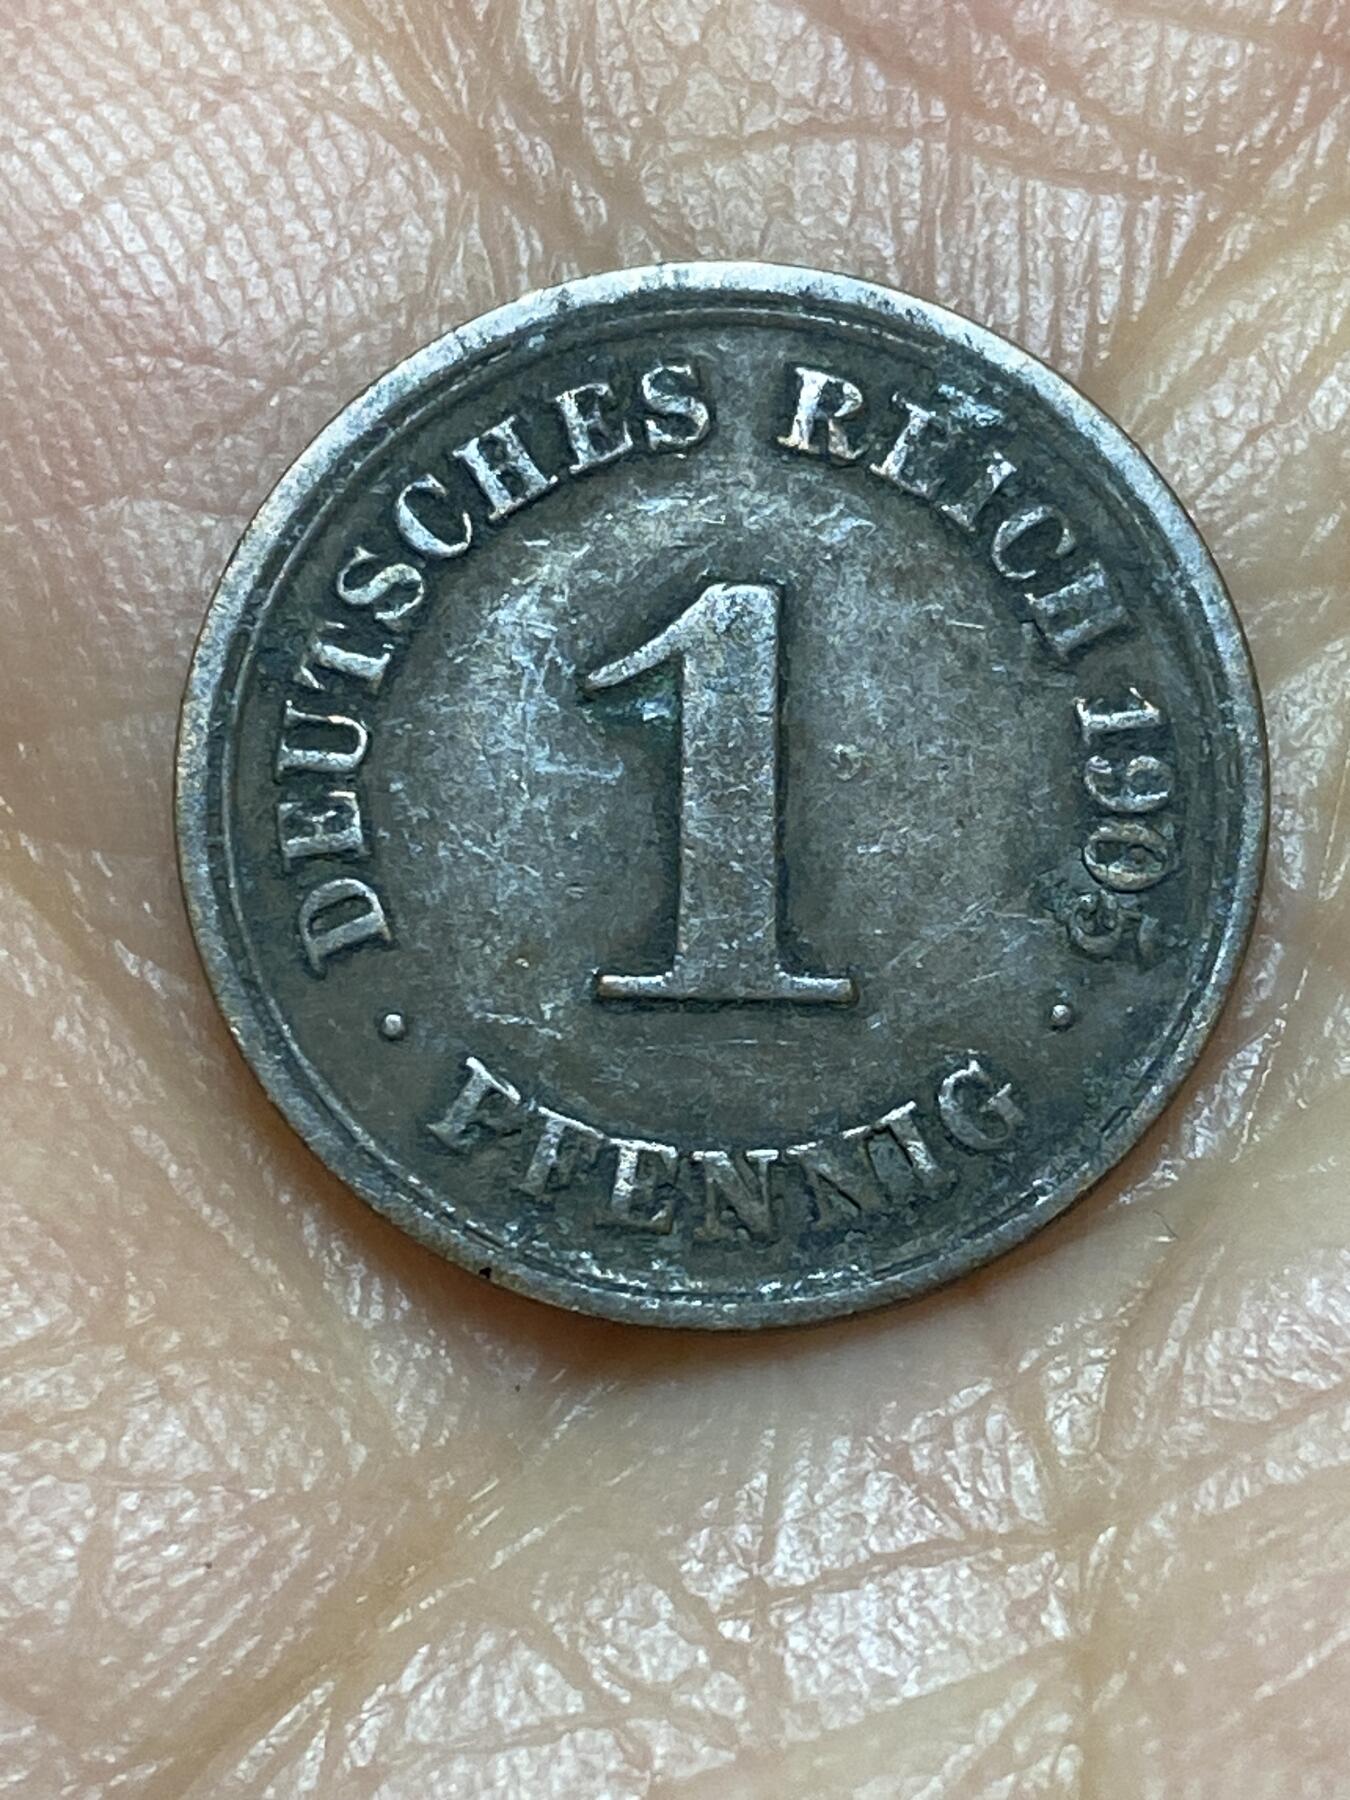 DEUTSCHES REICH 1905
1
· PFENNIG ·